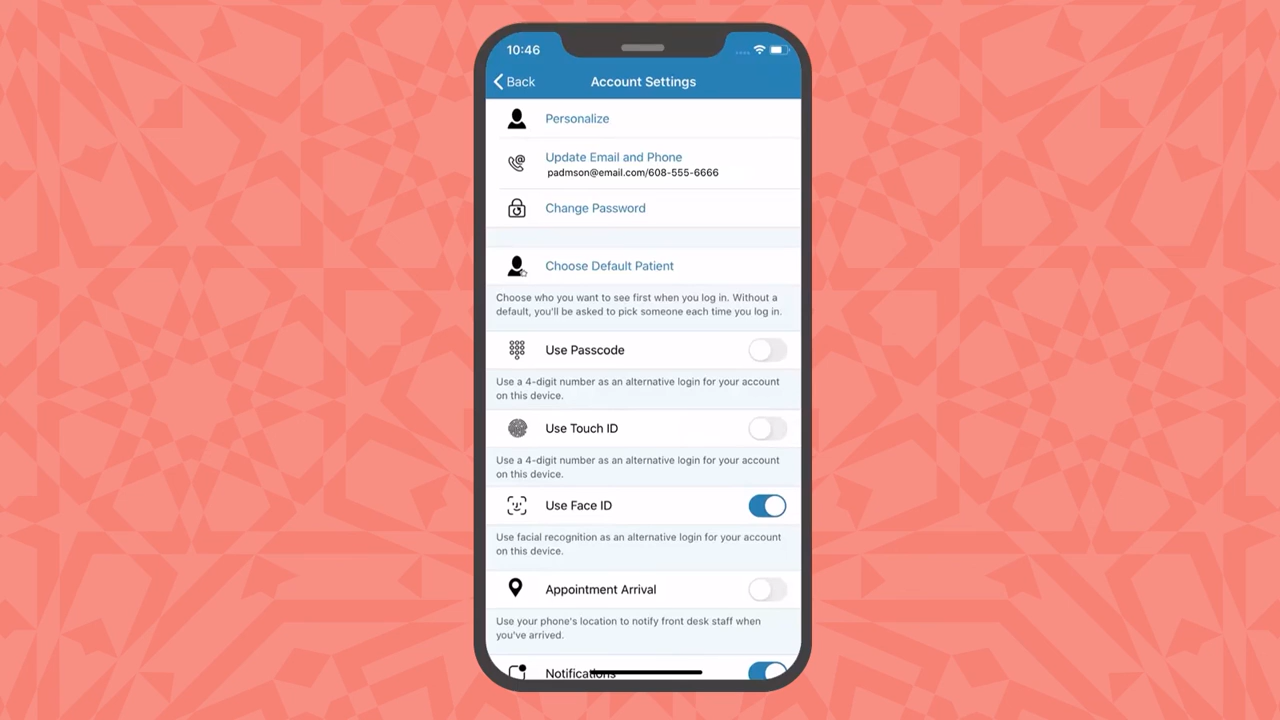 10:46
Back
Account Settings
Personalize
Update Email and Phone
padmson@email.com/608-555-6666
Change Password
Choose Default Patient
Choose who you want to see first when you log in. Without a
default, you'll be asked to pick someone each time you log in.
Use Passcode
Use a 4-digit number as an alternative login for your account
on this device.
Use Touch ID
Use a 4-digit number as an alternative login for your account
on this device.
Use Face ID
Use facial recognition as an alternative login for your account
on this device.
Appointment Arrival
Use your phone's location to notify front desk staff when
you've arrived.
Notifications